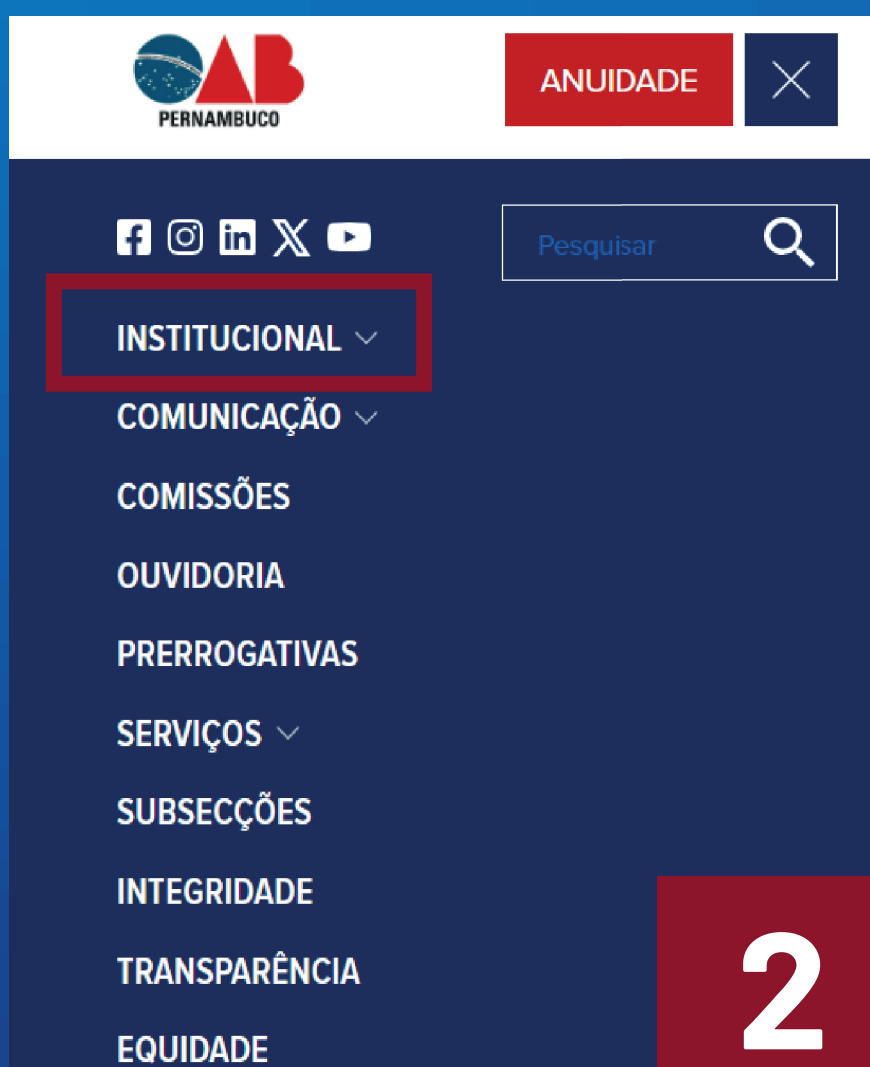 OAB
PERNAMBUCO
ANUIDADE
Pesquisar
INSTITUCIONAL
COMUNICAÇÃO
COMISSÕES
OUVIDORIA
PRERROGATIVAS
SERVIÇOS
SUBSECÇÕES
INTEGRIDADE
TRANSPARÊNCIA
EQUIDADE
2